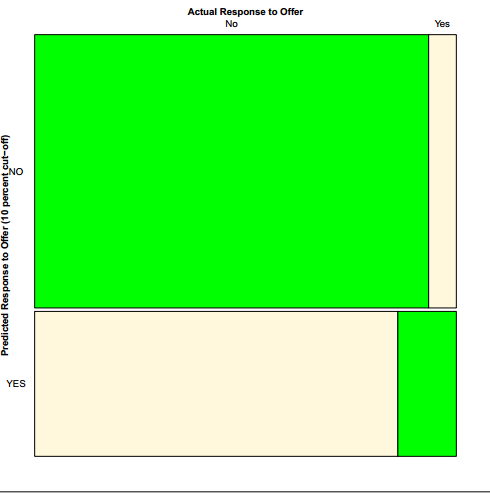 Actual Response to Offer
No Yes
Predicted Response to Offer (10 percent cut−off)
NO
YES